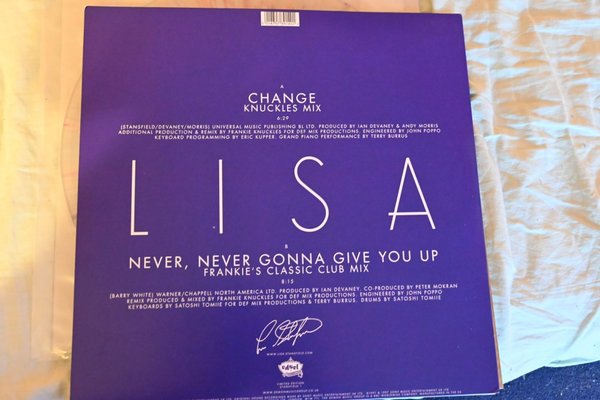 A
CHANGE
KNUCKLES MIX
6:29
(STANSFIELD/DEVANEY/MORRIS) UNIVERSAL MUSIC PUBLISHING BL LTD. PRODUCED BY IAN DEVANEY & ANDY MORRIS
ADDITIONAL PRODUCTION & REMIX BY FRANKIE KNUCKLES FOR DEF MIX PRODUCTIONS. ENGINEERED BY JOHN POPPO
KEYBOARD PROGRAMMING BY ERIC KUPPER. GRAND PIANO PERFORMANCE BY TERRY BURRUS
LISA
B
NEVER, NEVER GONNA GIVE YOU UP
FRANKIE'S CLASSIC CLUB MIX
8:15
(BARRY WHITE) WARNER/CHAPPELL NORTH AMERICA LTD. PRODUCED BY IAN DEVANEY. CO-PRODUCED BY PETER MOKRAN
REMIX PRODUCED & MIXED BY FRANKIE KNUCKLES FOR DEF MIX PRODUCTIONS. ENGINEERED BY JOHN POPPO
KEYBOARDS BY SATOSHI TOMIIE FOR DEF MIX PRODUCTIONS & TERRY BURRUS. DRUMS BY SATOSHI TOMIIE
WWW.LISA-STANSFIELD.COM
LIMITED EDITION